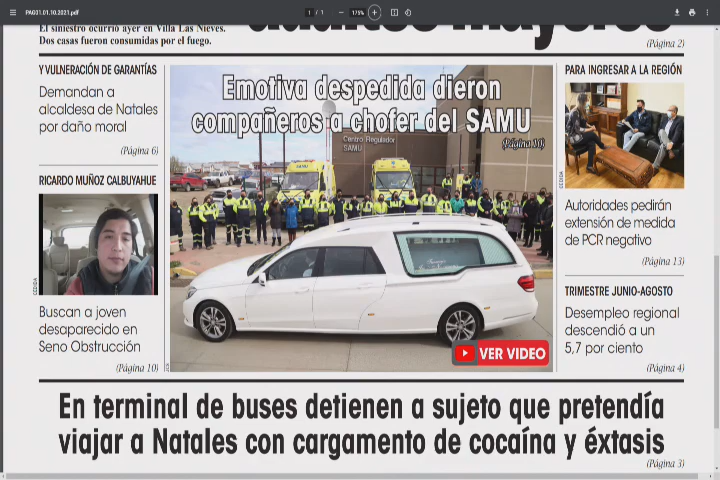 PAG01.01.10.2021.pdf
1 / 1
175%
El siniestro ocurrió ayer en Villa Las Nieves.
Dos casas fueron consumidas por el fuego.
adultos mayores
(Página 2)
Y VULNERACIÓN DE GARANTÍAS
Demandan a
alcaldesa de Natales
por daño moral
(Página 6)
RICARDO MUÑOZ CALBUYAHUE
CEDIDA
Buscan a joven
desaparecido en
Seno Obstrucción
(Página 10)
Emotiva despedida dieron
compañeros a chofer del SAMU
(Página 10)
Centro Regulador
SAMU
VER VIDEO
PARA INGRESAR A LA REGIÓN
CEDIDA
Autoridades pedirán
extensión de medida
de PCR negativo
(Página 13)
TRIMESTRE JUNIO-AGOSTO
Desempleo regional
descendió a un
5,7 por ciento
(Página 4)
En terminal de buses detienen a sujeto que pretendía
viajar a Natales con cargamento de cocaína y éxtasis
(Página 3)